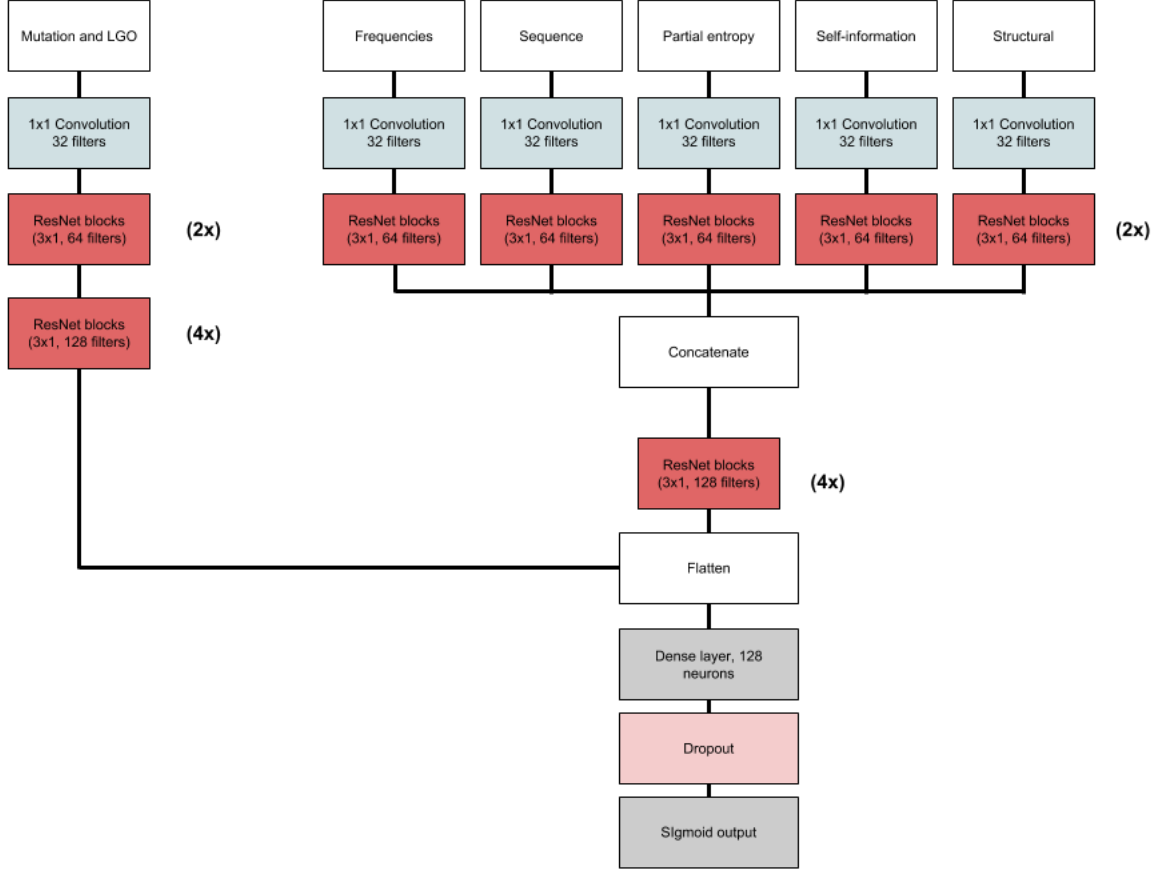 Mutation and LGO
Frequencies
Sequence
Partial entropy
Self-information
Structural
1x1 Convolution
32 filters
1x1 Convolution
32 filters
1x1 Convolution
32 filters
1x1 Convolution
32 filters
1x1 Convolution
32 filters
1x1 Convolution
32 filters
ResNet blocks
(3x1, 64 filters)
(2x)
ResNet blocks
(3x1, 64 filters)
ResNet blocks
(3x1, 64 filters)
ResNet blocks
(3x1, 64 filters)
ResNet blocks
(3x1, 64 filters)
ResNet blocks
(3x1, 64 filters)
(2x)
ResNet blocks
(3x1, 128 filters)
(4x)
Concatenate
ResNet blocks
(3x1, 128 filters)
(4x)
Flatten
Dense layer, 128
neurons
Dropout
SIgmoid output